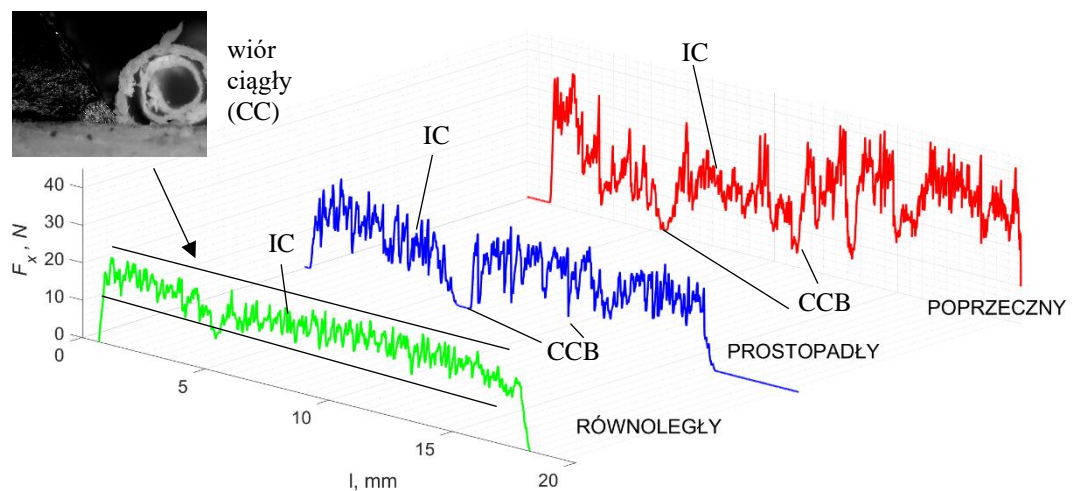 wiór
ciągły
(CC)
IC
IC
IC
40
30
20
10
0
F_x, N
0
5
10
15
20
l, mm
CCB
CCB
POPRZECZNY
PROSTOPADŁY
RÓWNOLEGŁY